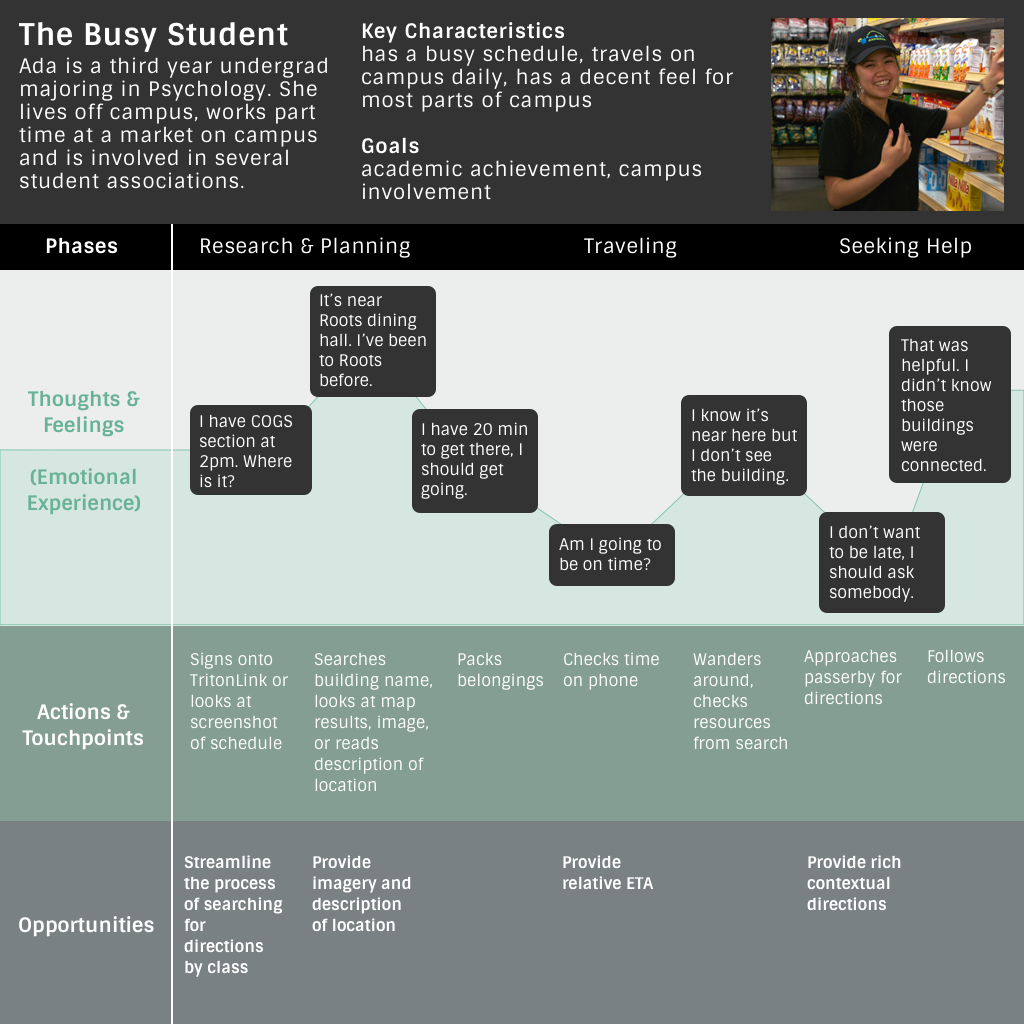 The Busy Student
Ada is a third year undergrad
majoring in Psychology. She
lives off campus, works part
time at a market on campus
and is involved in several
student associations.
Key Characteristics
has a busy schedule, travels on
campus daily, has a decent feel for
most parts of campus
Goals
academic achievement, campus
involvement
Phases
Research & Planning
Traveling
Seeking Help
Thoughts &
Feelings
(Emotional
Experience)
I have COGS
section at
2pm. Where
is it?
It's near
Roots dining
hall. I've been
to Roots
before.
I have 20 min
to get there, I
should get
going.
Am I going to
be on time?
I know it's
near here but
I don't see
the building.
I don't want
to be late, I
should ask
somebody.
That was
helpful. I
didn't know
those
buildings
were
connected.
Actions &
Touchpoints
Signs onto
TritonLink or
looks at
screenshot
of schedule
Searches
building name,
looks at map
results, image,
or reads
description of
location
Packs
belongings
Checks time
on phone
Wanders
around,
checks
resources
from search
Approaches
passerby for
directions
Follows
directions
Opportunities
Streamline
the process
of searching
for
directions
by class
Provide
imagery and
description
of location
Provide
relative ETA
Provide rich
contextual
directions